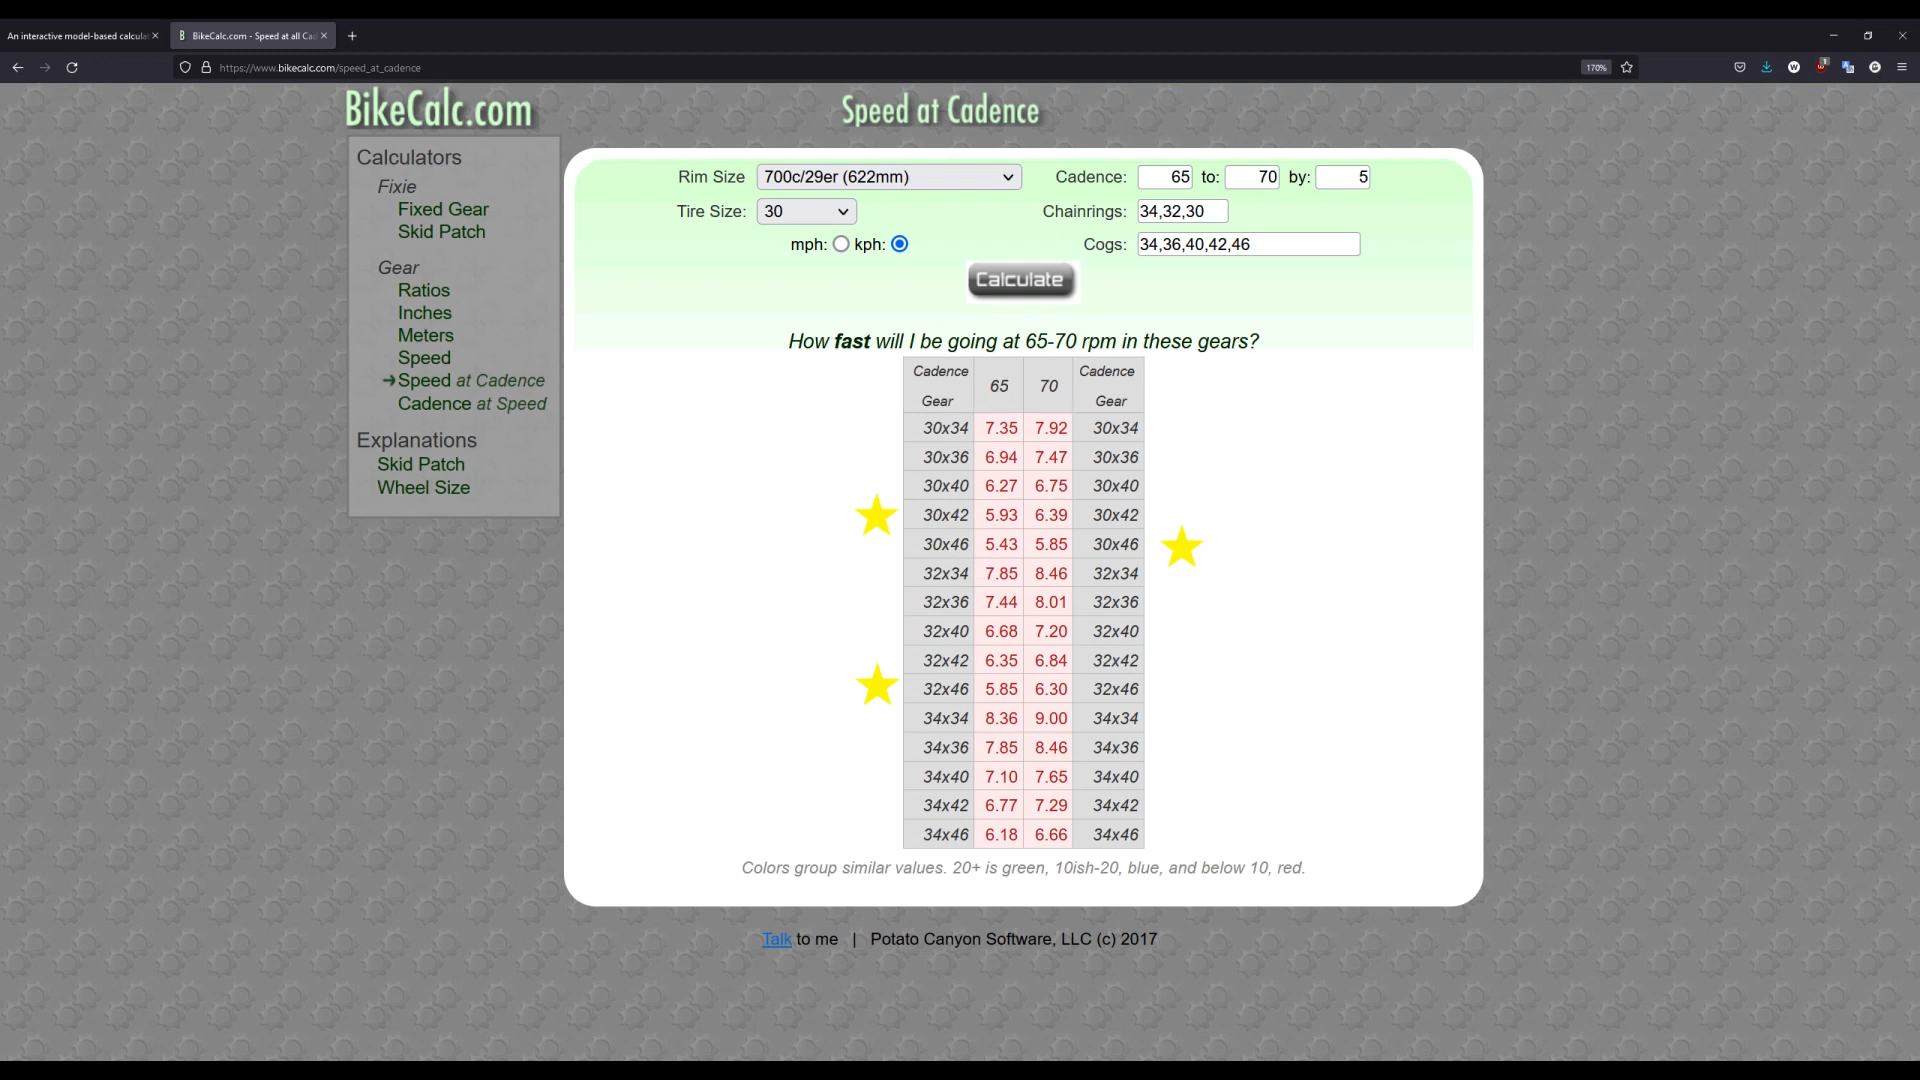 An interactive model-based calcula
BikeCalc.com - Speed at all Cad
https://www.bikecalc.com/speed_at_cadence
170%
BikeCalc.com
Speed at Cadence
Calculators
Fixie
Fixed Gear
Skid Patch
Gear
Ratios
Inches
Meters
Speed
➔Speed at Cadence
Cadence at Speed
Explanations
Skid Patch
Wheel Size
Rim Size 700c/29er (622mm) Cadence: 65 to: 70 by: 5
Tire Size: 30 Chainrings: 34,32,30
mph: kph: Cogs: 34,36,40,42,46
Calculate
How fast will I be going at 65-70 rpm in these gears?
Cadence 65 70 Cadence
Gear Gear
30x34 7.35 7.92 30x34
30x36 6.94 7.47 30x36
30x40 6.27 6.75 30x40
30x42 5.93 6.39 30x42
30x46 5.43 5.85 30x46
32x34 7.85 8.46 32x34
32x36 7.44 8.01 32x36
32x40 6.68 7.20 32x40
32x42 6.35 6.84 32x42
32x46 5.85 6.30 32x46
34x34 8.36 9.00 34x34
34x36 7.85 8.46 34x36
34x40 7.10 7.65 34x40
34x42 6.77 7.29 34x42
34x46 6.18 6.66 34x46
Colors group similar values. 20+ is green, 10ish-20, blue, and below 10, red.
Talk to me | Potato Canyon Software, LLC (c) 2017